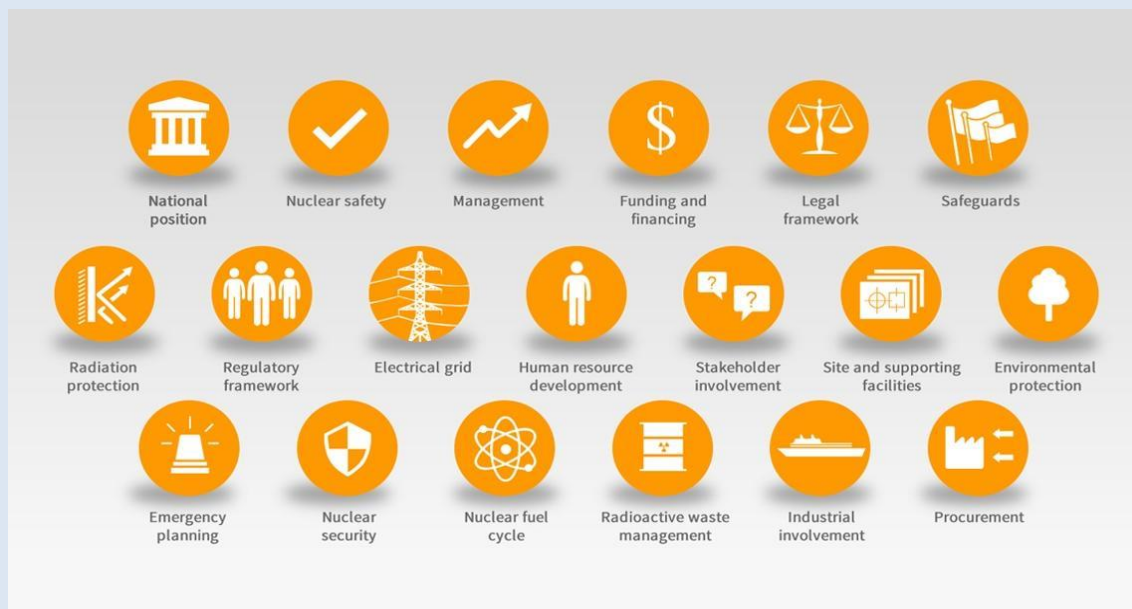 National
position
Nuclear safety
Management
$
Funding and
financing
Legal
framework
Safeguards
Radiation
protection
Regulatory
framework
Electrical grid
Human resource
development
? ?
Stakeholder
involvement
Site and supporting
facilities
Environmental
protection
Emergency
planning
Nuclear
security
Nuclear fuel
cycle
Radioactive waste
management
Industrial
involvement
Procurement